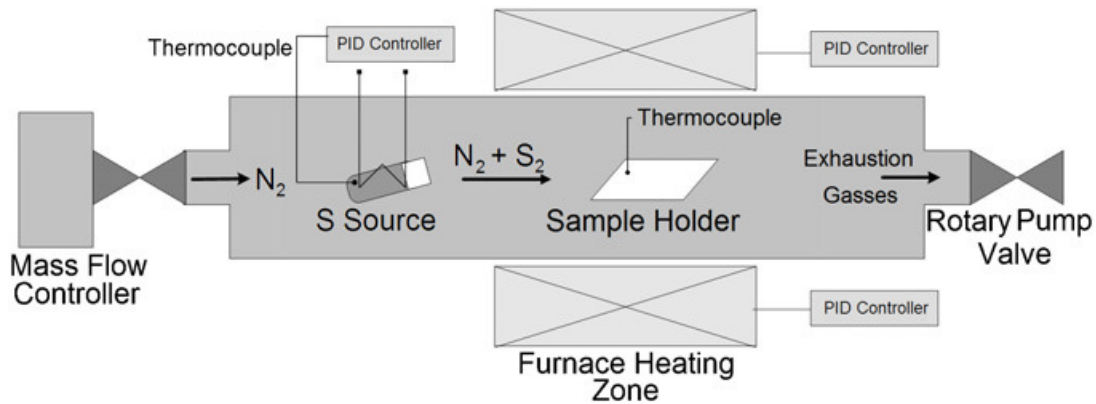 Thermocouple
PID Controller
PID Controller
Thermocouple
N2
N2 + S2
Exhaustion
Gasses
S Source
Sample Holder
Rotary Pump
Valve
Mass Flow
Controller
PID Controller
Furnace Heating
Zone